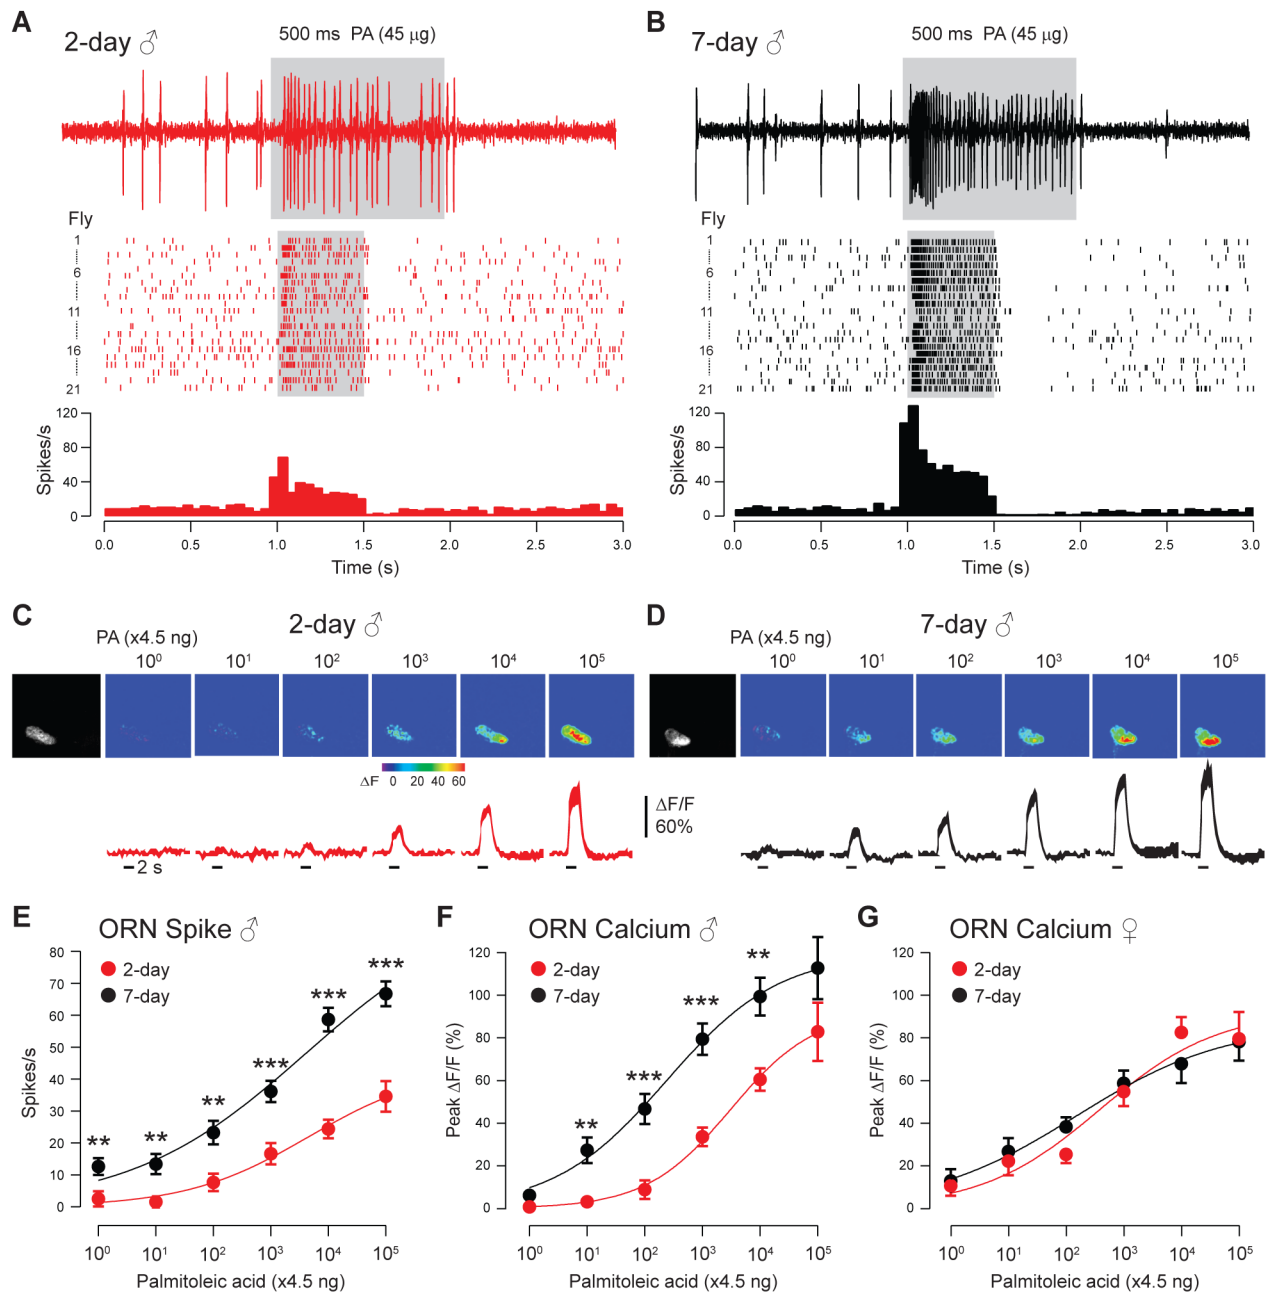 A
2-day ♂
500 ms PA (45 µg)
Fly
1
6
11
16
21
120
80
40
0
Spikes/s
0.0 0.5 1.0 1.5 2.0 2.5 3.0
Time (s)
B
7-day ♂
500 ms PA (45 µg)
Fly
1
6
11
16
21
120
80
40
0
Spikes/s
0.0 0.5 1.0 1.5 2.0 2.5 3.0
Time (s)
C
2-day ♂
PA (x4.5 ng)
10⁰ 10¹ 10² 10³ 10⁴ 10⁵
ΔF 0 20 40 60
2 s
ΔF/F
60%
D
7-day ♂
PA (x4.5 ng)
10⁰ 10¹ 10² 10³ 10⁴ 10⁵
E
ORN Spike ♂
2-day
7-day
80
70
60
50
40
30
20
10
0
Spikes/s
** ** ** *** *** ***
10⁰ 10¹ 10² 10³ 10⁴ 10⁵
Palmitoleic acid (x4.5 ng)
F
ORN Calcium ♂
2-day
7-day
120
100
80
60
40
20
0
Peak ΔF/F (%)
** *** *** **
10⁰ 10¹ 10² 10³ 10⁴ 10⁵
Palmitoleic acid (x4.5 ng)
G
ORN Calcium ♀
2-day
7-day
120
100
80
60
40
20
0
Peak ΔF/F (%)
10⁰ 10¹ 10² 10³ 10⁴ 10⁵
Palmitoleic acid (x4.5 ng)